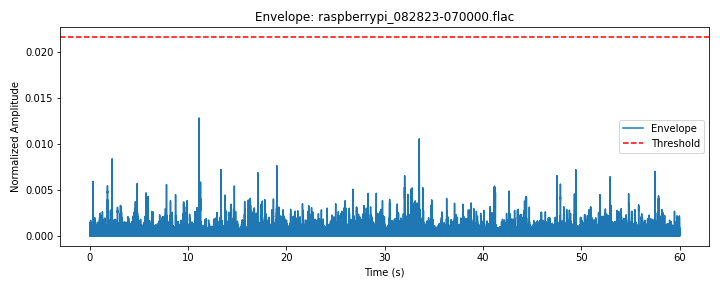 Envelope: raspberrypi_082823-070000.flac
Normalized Amplitude
0.020
0.015
0.010
0.005
0.000
Envelope
Threshold
0 10 20 30 40 50 60
Time (s)